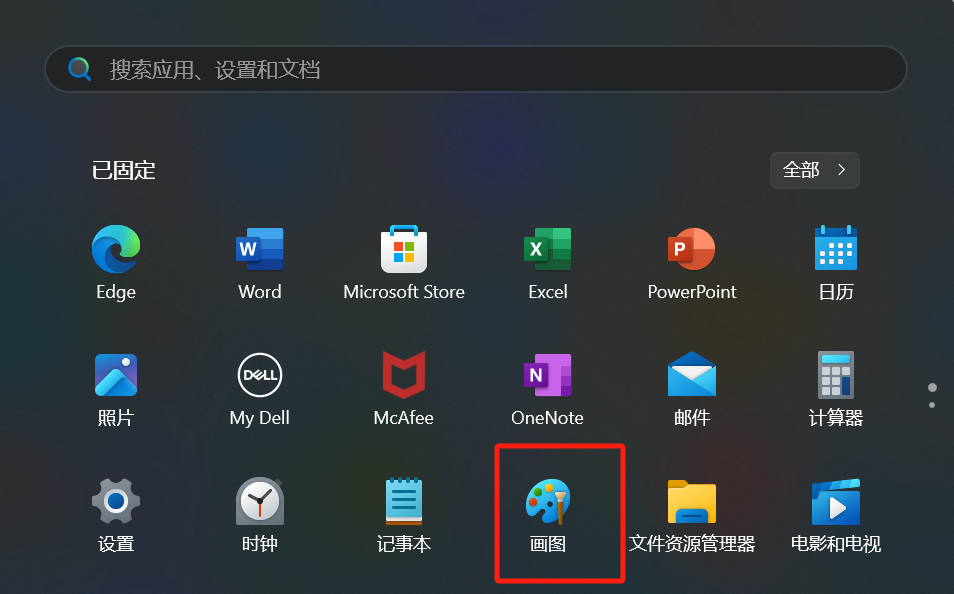 搜索应用、设置和文档
已固定
全部
Edge
Word
Microsoft Store
Excel
PowerPoint
日历
照片
My Dell
McAfee
OneNote
邮件
计算器
设置
时钟
记事本
画图
文件资源管理器
电影和电视
W
X
P
DELL
N